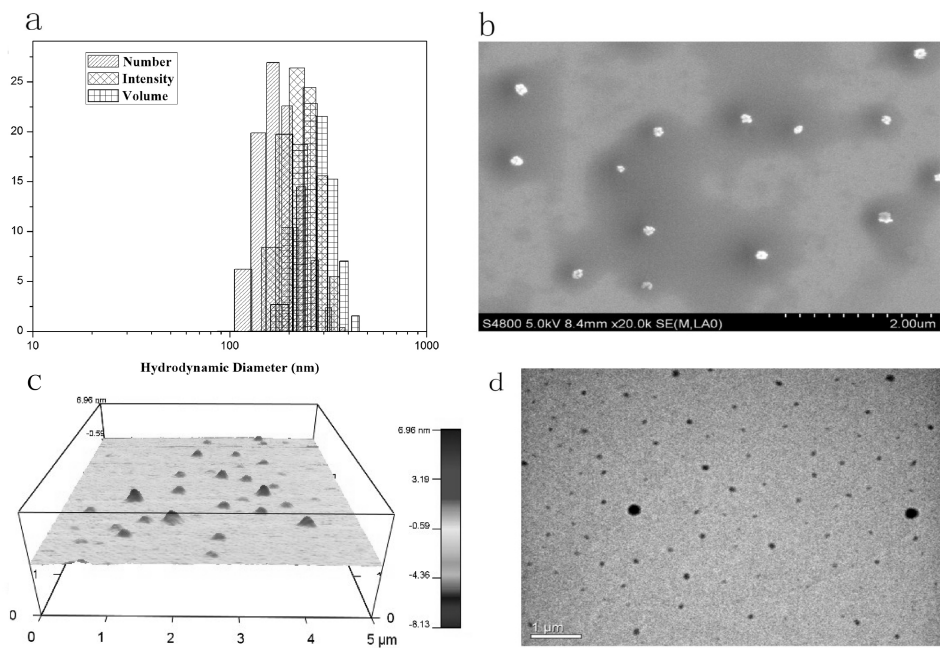 a
Number
Intensity
Volume
25
20
15
10
5
0
10 100 1000
Hydrodynamic Diameter (nm)
b
S4800 5.0kV 8.4mm x20.0k SE(M,LA0) 2.00um
c
6.96 nm
-3.59
1 1
0 0
0 1 2 3 4 5 µm
6.96 nm
3.19
-0.59
-4.36
-8.13
d
1 µm